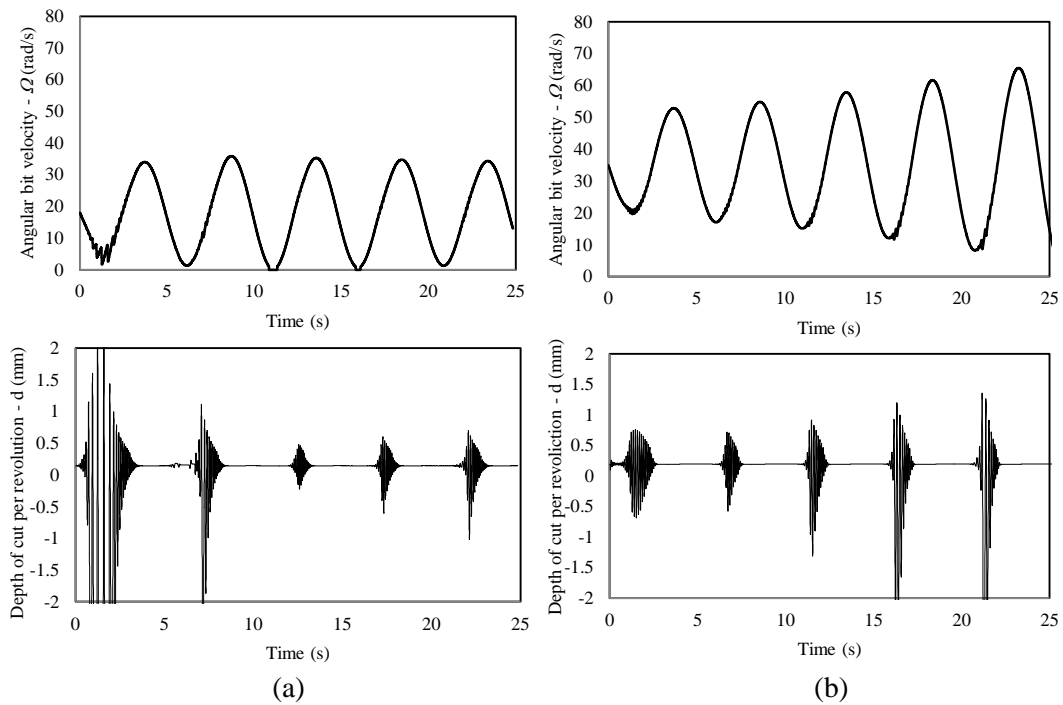 Angular bit velocity - Ω (rad/s)
80
70
60
50
40
30
20
10
0
0 5 10 15 20 25
Time (s)
Angular bit velocity - Ω (rad/s)
80
70
60
50
40
30
20
10
0
0 5 10 15 20 25
Time (s)
Depth of cut per revolution - d (mm)
2
1.5
1
0.5
0
-0.5
-1
-1.5
-2
0 5 10 15 20 25
Time (s)
(a)
Depth of cut per revoliction - d (mm)
2
1.5
1
0.5
0
-0.5
-1
-1.5
-2
0 5 10 15 20 25
Time (s)
(b)